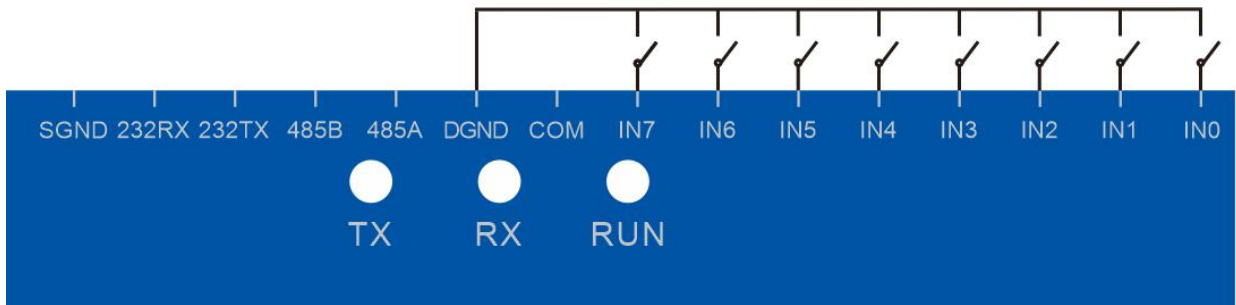 SGND 232RX 232TX 485B 485A DGND COM IN7 IN6 IN5 IN4 IN3 IN2 IN1 IN0
TX RX RUN